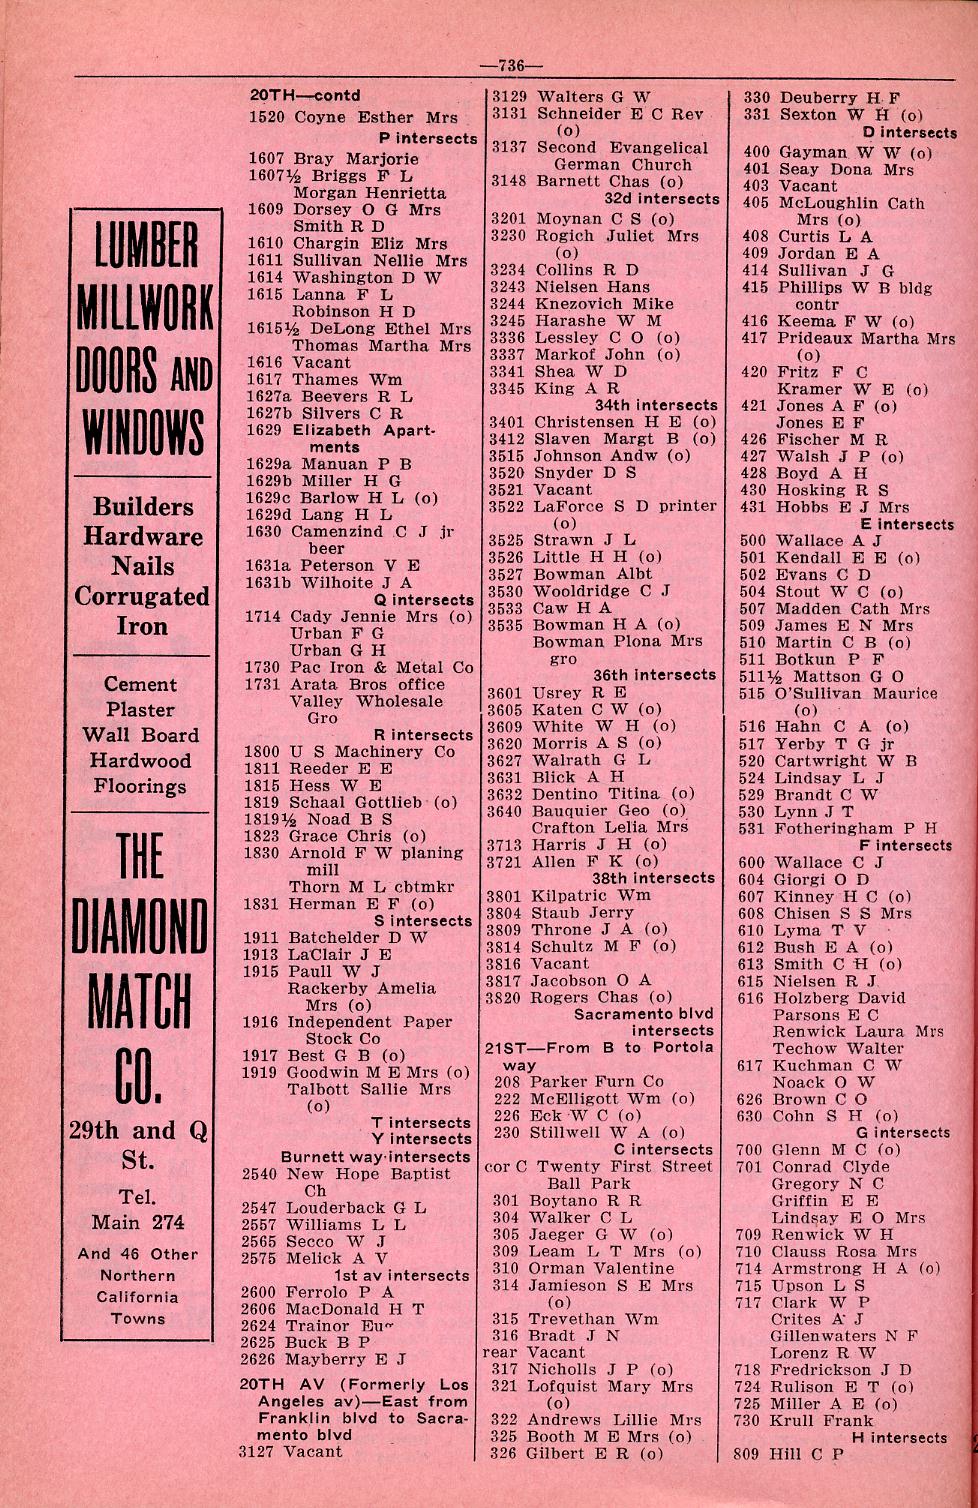 —736—
LUMBER
MILLWORK
DOORS AND
WINDOWS
Builders
Hardware
Nails
Corrugated
Iron
Cement
Plaster
Wall Board
Hardwood
Floorings
THE
DIAMOND
MATCH
CO.
29th and Q
St.
Tel.
Main 274
And 46 Other
Northern
California
Towns
20TH—contd
1520 Coyne Esther Mrs
P intersects
1607 Bray Marjorie
1607½ Briggs F L
Morgan Henrietta
1609 Dorsey O G Mrs
Smith R D
1610 Chargin Eliz Mrs
1611 Sullivan Nellie Mrs
1614 Washington D W
1615 Lanna F L
Robinson H D
1615½ DeLong Ethel Mrs
Thomas Martha Mrs
1616 Vacant
1617 Thames Wm
1627a Beevers R L
1627b Silvers C R
1629 Elizabeth Apart-
ments
1629a Manuan P B
1629b Miller H G
1629c Barlow H L (o)
1629d Lang H L
1630 Camenzind C J jr
beer
1631a Peterson V E
1631b Wilhoite J A
Q intersects
1714 Cady Jennie Mrs (o)
Urban F G
Urban G H
1730 Pac Iron & Metal Co
1731 Arata Bros office
Valley Wholesale
Gro
R intersects
1800 U S Machinery Co
1811 Reeder E E
1815 Hess W E
1819 Schaal Gottlieb (o)
1819½ Noad B S
1823 Grace Chris (o)
1830 Arnold F W planing
mill
Thorn M L cbtmkr
1831 Herman E F (o)
S intersects
1911 Batchelder D W
1913 LaClair J E
1915 Paull W J
Rackerby Amelia
Mrs (o)
1916 Independent Paper
Stock Co
1917 Best G B (o)
1919 Goodwin M E Mrs (o)
Talbott Sallie Mrs
(o)
T intersects
Y intersects
Burnett way intersects
2540 New Hope Baptist
Ch
2547 Louderback G L
2557 Williams L L
2565 Secco W J
2575 Melick A V
1st av intersects
2600 Ferrolo P A
2606 MacDonald H T
2624 Trainor
2625 Buck B P
2626 Mayberry E J
20TH AV (Formerly Los
Angeles av)—East from
Franklin blvd to Sacra-
mento blvd
3127 Vacant
3129 Walters G W
3131 Schneider E C Rev
(o)
3137 Second Evangelical
German Church
3148 Barnett Chas (o)
32d intersects
3201 Moynan C S (o)
3230 Rogich Juliet Mrs
(o)
3234 Collins R D
3243 Nielsen Hans
3244 Knezovich Mike
3245 Harashe W M
3336 Lessley C O (o)
3337 Markof John (o)
3341 Shea W D
3345 King A R
34th intersects
3401 Christensen H E (o)
3412 Slaven Margt B (o)
3515 Johnson Andw (o)
3520 Snyder D S
3521 Vacant
3522 LaForce S D printer
(o)
3525 Strawn J L
3526 Little H H (o)
3527 Bowman Albt
3530 Wooldridge C J
3533 Caw H A
3535 Bowman H A (o)
Bowman Plona Mrs
gro
36th intersects
3601 Usrey R E
3605 Katen C W (o)
3609 White W H (o)
3620 Morris A S (o)
3627 Walrath G L
3631 Blick A H
3632 Dentino Titina (o)
3640 Bauquier Geo (o)
Crafton Lelia Mrs
3713 Harris J H (o)
3721 Allen F K (o)
38th intersects
3801 Kilpatric Wm
3804 Staub Jerry
3809 Throne J A (o)
3814 Schultz M F (o)
3816 Vacant
3817 Jacobson O A
3820 Rogers Chas (o)
Sacramento blvd
intersects
21ST—From B to Portola
way
208 Parker Furn Co
222 McElligott Wm (o)
226 Eck W C (o)
230 Stillwell W A (o)
C intersects
cor C Twenty First Street
Ball Park
301 Boytano R R
304 Walker C L
305 Jaeger G W (o)
309 Leam L T Mrs (o)
310 Orman Valentine
314 Jamieson S E Mrs
(o)
315 Trevethan Wm
316 Bradt J N
rear Vacant
317 Nicholls J P (o)
321 Lofquist Mary Mrs
(o)
322 Andrews Lillie Mrs
325 Booth M E Mrs (o)
326 Gilbert E R (o)
330 Deuberry H F
331 Sexton W H (o)
D intersects
400 Gayman W W (o)
401 Seay Dona Mrs
403 Vacant
405 McLoughlin Cath
Mrs (o)
408 Curtis L A
409 Jordan E A
414 Sullivan J G
415 Phillips W B bldg
contr
416 Keema F W (o)
417 Prideaux Martha Mrs
(o)
420 Fritz F C
Kramer W E (o)
421 Jones A F (o)
Jones E F
426 Fischer M R
427 Walsh J P (o)
428 Boyd A H
430 Hosking R S
431 Hobbs E J Mrs
E intersects
500 Wallace A J
501 Kendall E E (o)
502 Evans C D
504 Stout W C (o)
507 Madden Cath Mrs
509 James E N Mrs
510 Martin C B (o)
511 Botkun P F
511½ Mattson G O
515 O'Sullivan Maurice
(o)
516 Hahn C A (o)
517 Yerby T G jr
520 Cartwright W B
524 Lindsay L J
529 Brandt C W
530 Lynn J T
531 Fotheringham P H
F intersects
600 Wallace C J
604 Giorgi O D
607 Kinney H C (o)
608 Chisen S S Mrs
610 Lyma T V
612 Bush E A (o)
613 Smith C H (o)
615 Nielsen R J
616 Holzberg David
Parsons E C
Renwick Laura Mrs
Techow Walter
617 Kuchman C W
Noack O W
626 Brown C O
630 Cohn S H (o)
G intersects
700 Glenn M C (o)
701 Conrad Clyde
Gregory N C
Griffin E E
Lindsay E O Mrs
709 Renwick W H
710 Clauss Rosa Mrs
714 Armstrong H A (o)
715 Upson L S
717 Clark W P
Crites A J
Gillenwaters N F
Lorenz R W
718 Fredrickson J D
724 Rulison E T (o)
725 Miller A E (o)
730 Krull Frank
H intersects
809 Hill C P